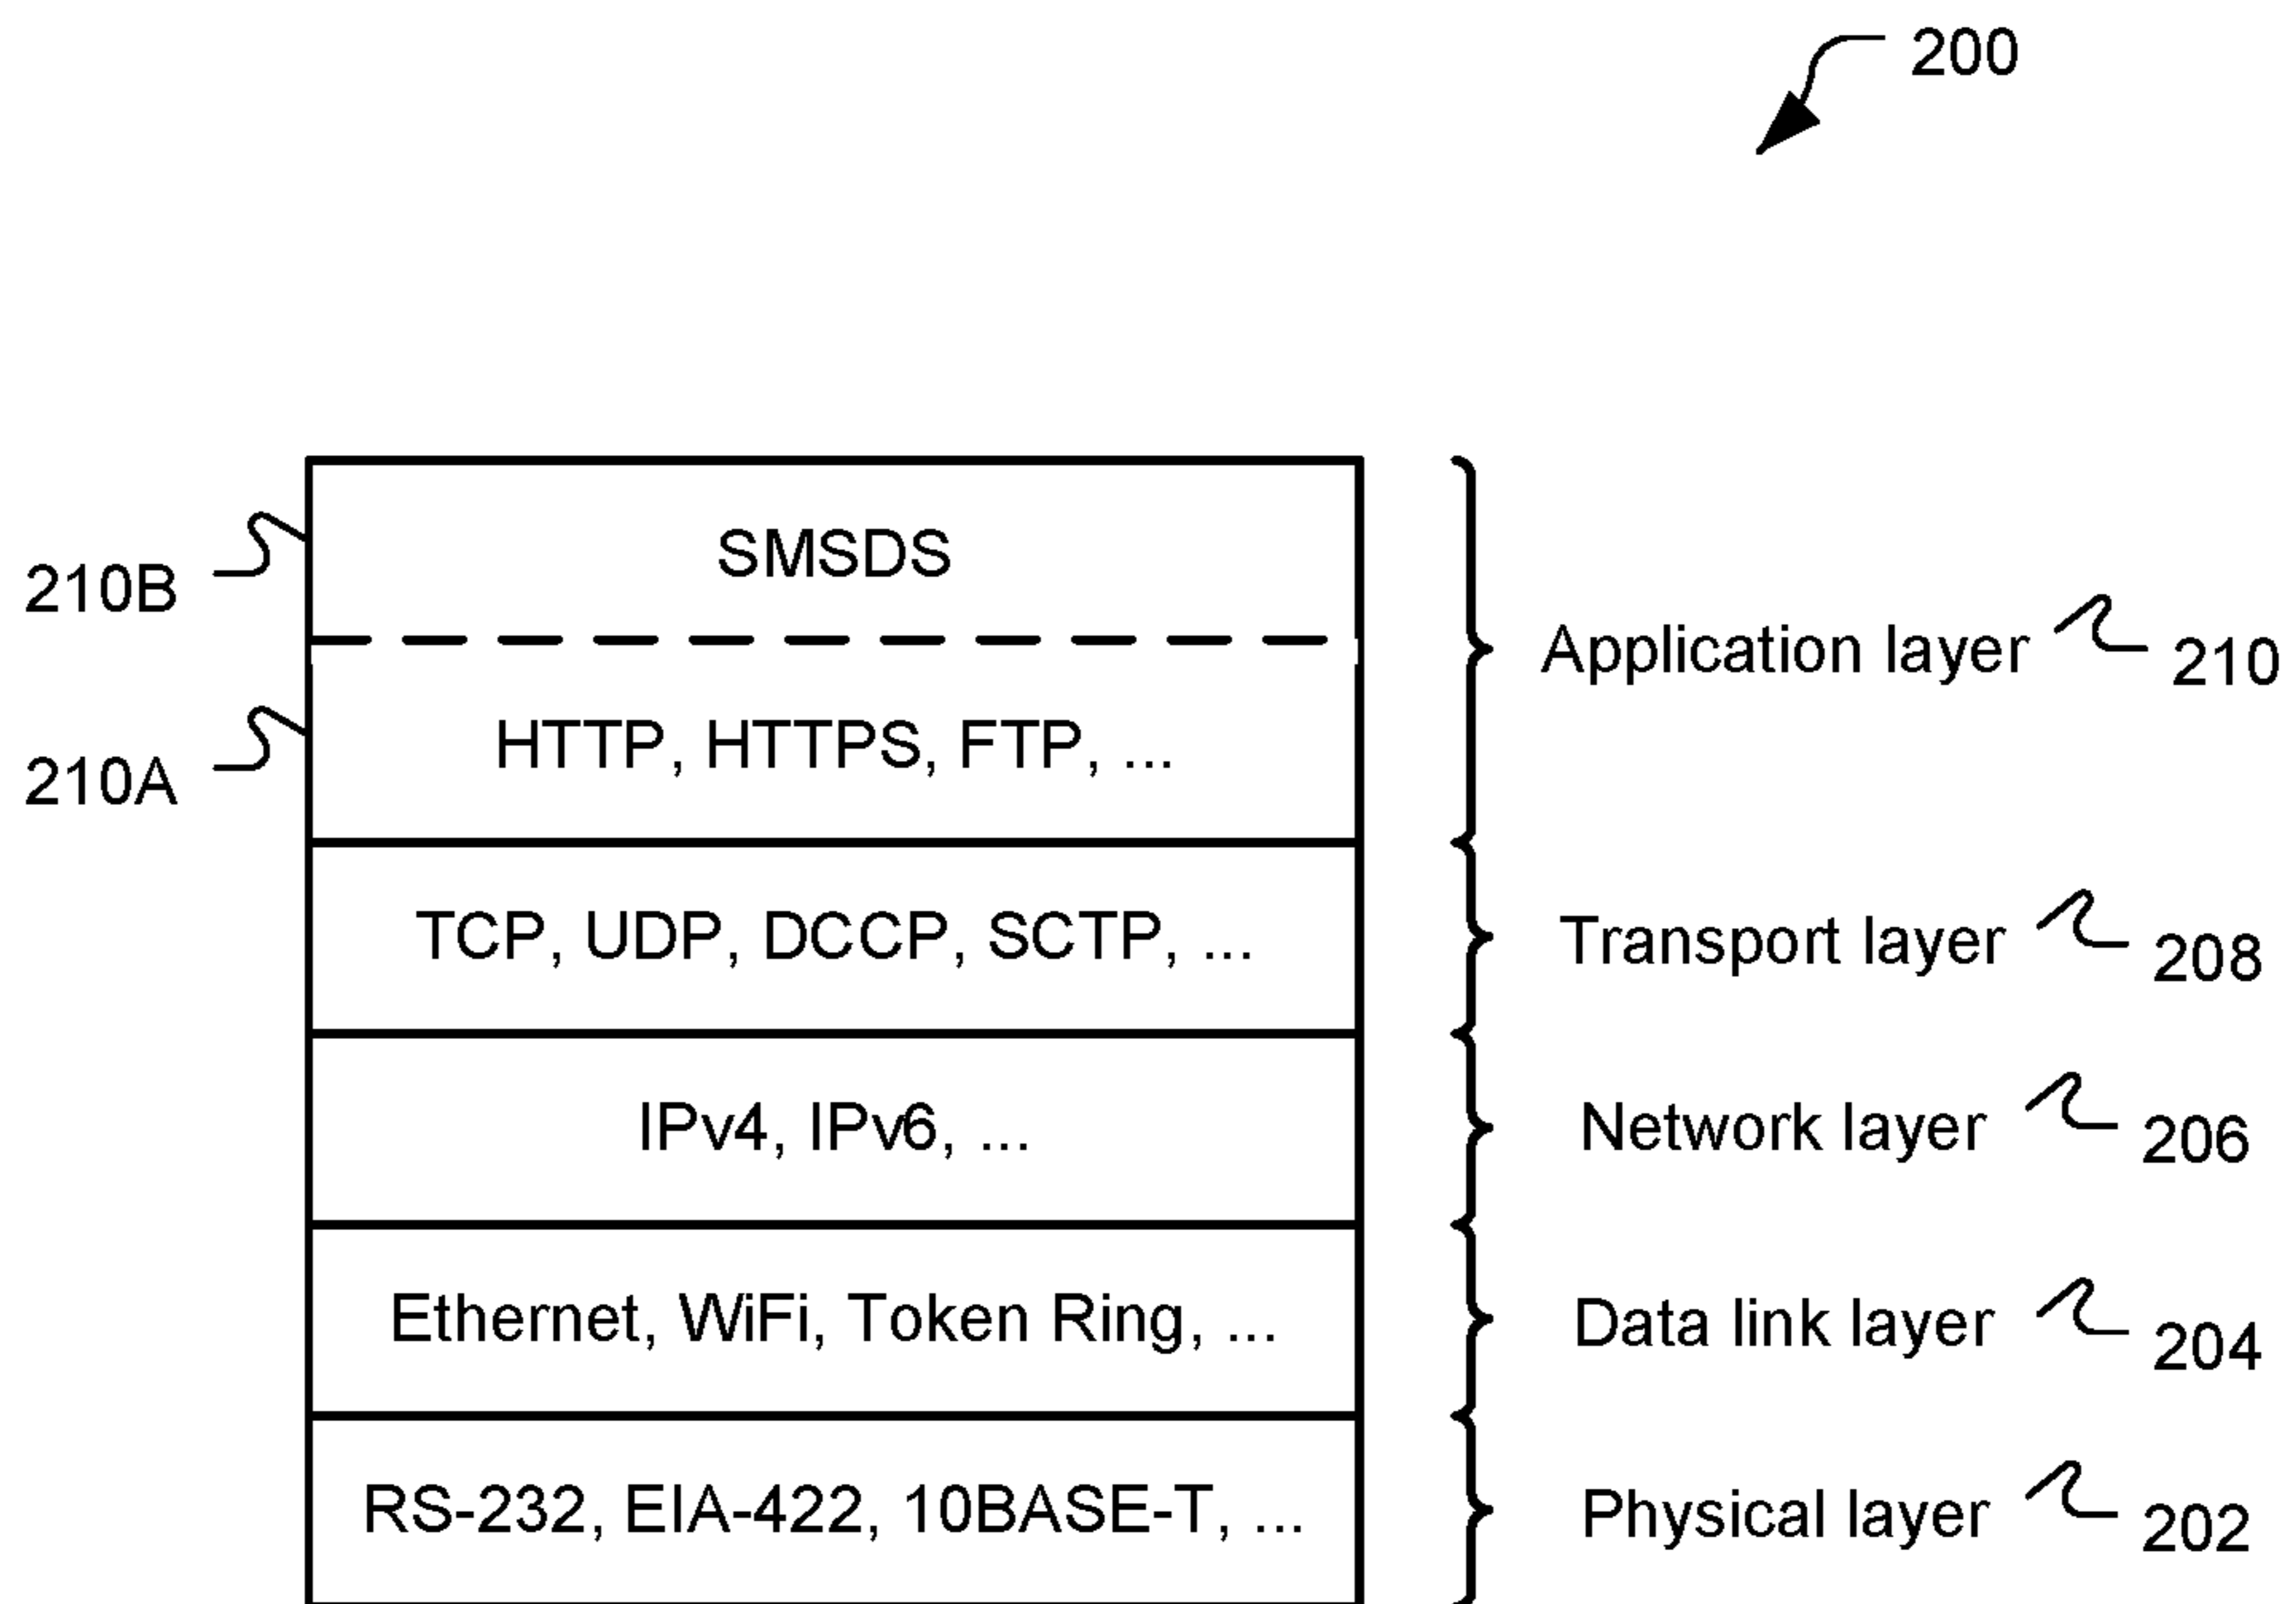 200
SMSDS
210B
Application layer 210
HTTP, HTTPS, FTP, ...
210A
TCP, UDP, DCCP, SCTP, ...
Transport layer 208
IPv4, IPv6, ...
Network layer 206
Ethernet, WiFi, Token Ring, ...
Data link layer 204
RS-232, EIA-422, 10BASE-T, ...
Physical layer 202